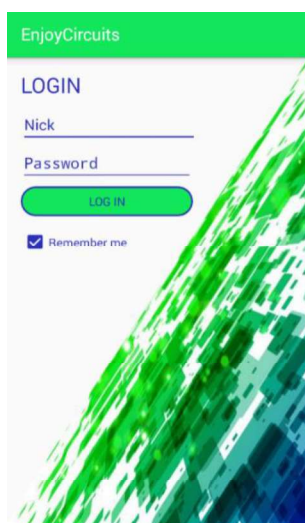 EnjoyCircuits
LOGIN
Nick
Password
LOG IN
Remember me